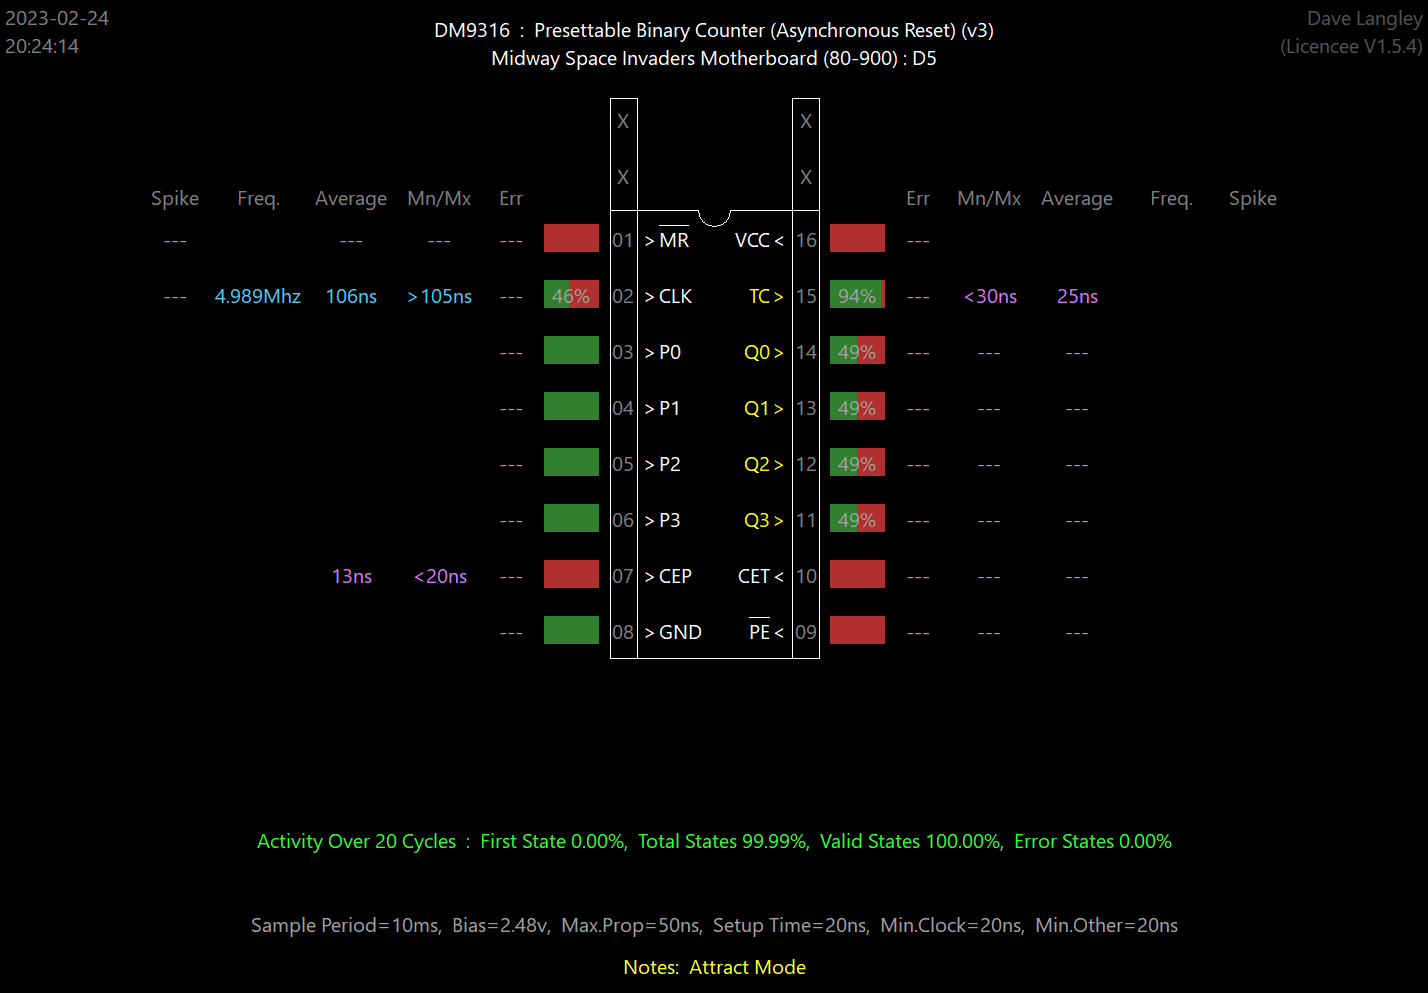 2023-02-24
20:24:14
DM9316 : Presettable Binary Counter (Asynchronous Reset) (v3)
Midway Space Invaders Motherboard (80-900) : D5
Dave Langley
(Licencee V1.5.4)
X X
X X
Spike Freq. Average Mn/Mx Err Err Mn/Mx Average Freq. Spike
--- --- --- --- 01 >MR VCC< 16 ---
--- 4.989Mhz 106ns >105ns --- 46% 02 >CLK TC> 15 94% --- <30ns 25ns
--- 03 >P0 Q0> 14 49% --- --- ---
--- 04 >P1 Q1> 13 49% --- --- ---
--- 05 >P2 Q2> 12 49% --- --- ---
--- 06 >P3 Q3> 11 49% --- --- ---
13ns <20ns --- 07 >CEP CET< 10 --- --- ---
--- 08 >GND PE< 09 --- --- ---
Activity Over 20 Cycles : First State 0.00%, Total States 99.99%, Valid States 100.00%, Error States 0.00%
Sample Period=10ms, Bias=2.48v, Max.Prop=50ns, Setup Time=20ns, Min.Clock=20ns, Min.Other=20ns
Notes: Attract Mode